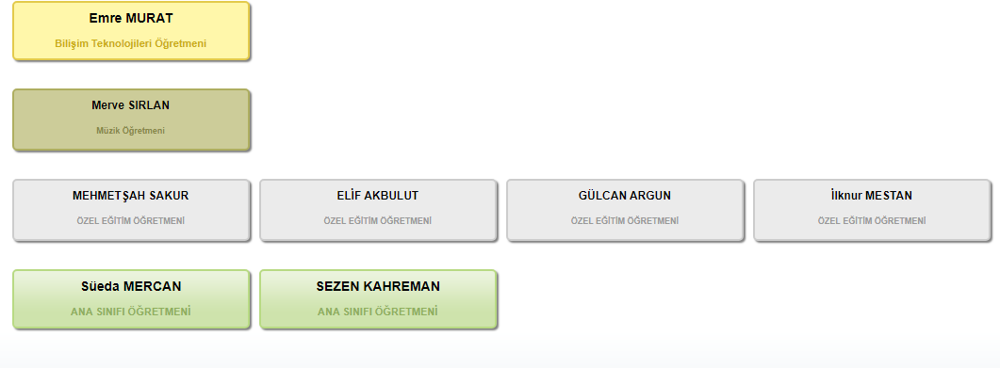 Emre MURAT
Bilişim Teknolojileri Öğretmeni
Merve SIRLAN
Müzik Öğretmeni
MEHMETŞAH SAKUR
ÖZEL EĞİTİM ÖĞRETMENİ
ELİF AKBULUT
ÖZEL EĞİTİM ÖĞRETMENİ
GÜLCAN ARGUN
ÖZEL EĞİTİM ÖĞRETMENİ
İlknur MESTAN
ÖZEL EĞİTİM ÖĞRETMENİ
Süeda MERCAN
ANA SINIFI ÖĞRETMENİ
SEZEN KAHREMAN
ANA SINIFI ÖĞRETMENİ